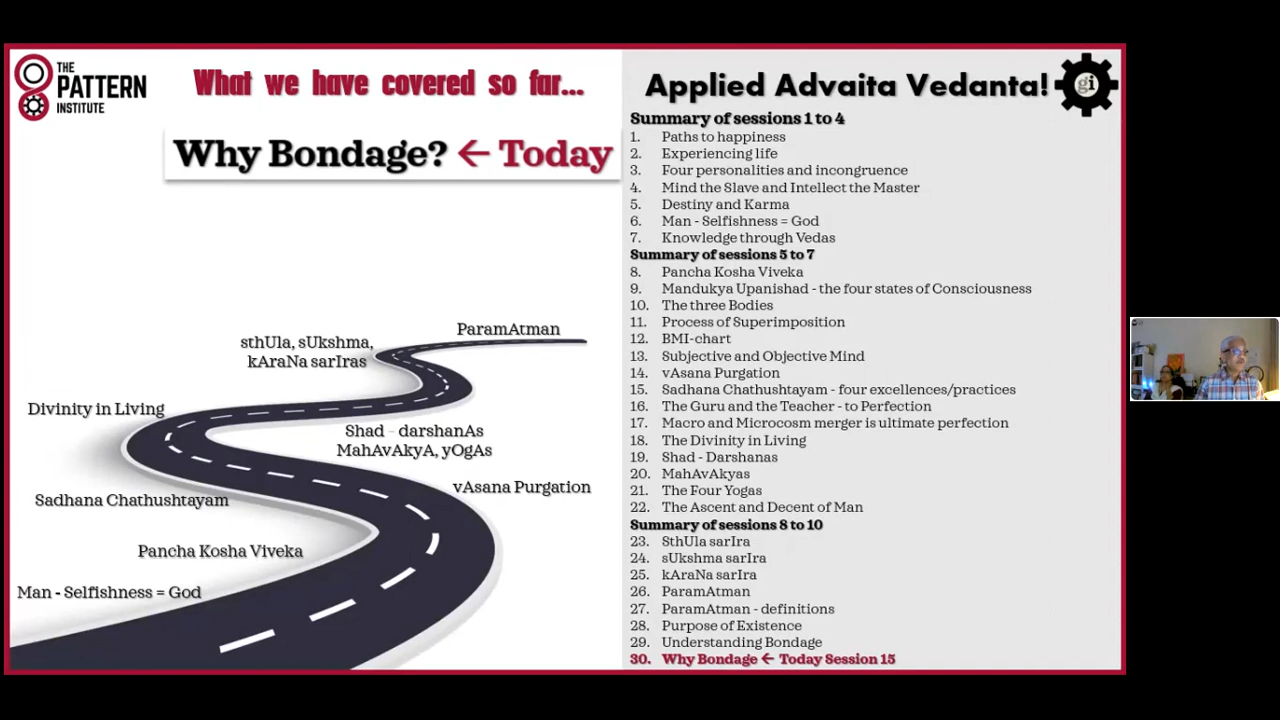 THE
PATTERN
INSTITUTE
What we have covered so far...
Why Bondage? ← Today
ParamAtman
sthUla, sUkshma,
kAraNa sarIras
Divinity in Living
Shad - darshanAs
MahAvAkyA, yOgAs
vAsana Purgation
Sadhana Chathushtayam
Pancha Kosha Viveka
Man - Selfishness = God
Applied Advaita Vedanta!
gi
Summary of sessions 1 to 4
1. Paths to happiness
2. Experiencing life
3. Four personalities and incongruence
4. Mind the Slave and Intellect the Master
5. Destiny and Karma
6. Man - Selfishness = God
7. Knowledge through Vedas
Summary of sessions 5 to 7
8. Pancha Kosha Viveka
9. Mandukya Upanishad - the four states of Consciousness
10. The three Bodies
11. Process of Superimposition
12. BMI-chart
13. Subjective and Objective Mind
14. vAsana Purgation
15. Sadhana Chathushtayam - four excellences/practices
16. The Guru and the Teacher - to Perfection
17. Macro and Microcosm merger is ultimate perfection
18. The Divinity in Living
19. Shad - Darshanas
20. MahAvAkyas
21. The Four Yogas
22. The Ascent and Decent of Man
Summary of sessions 8 to 10
23. SthUla sarIra
24. sUkshma sarIra
25. kAraNa sarIra
26. ParamAtman
27. ParamAtman - definitions
28. Purpose of Existence
29. Understanding Bondage
30. Why Bondage ← Today Session 15